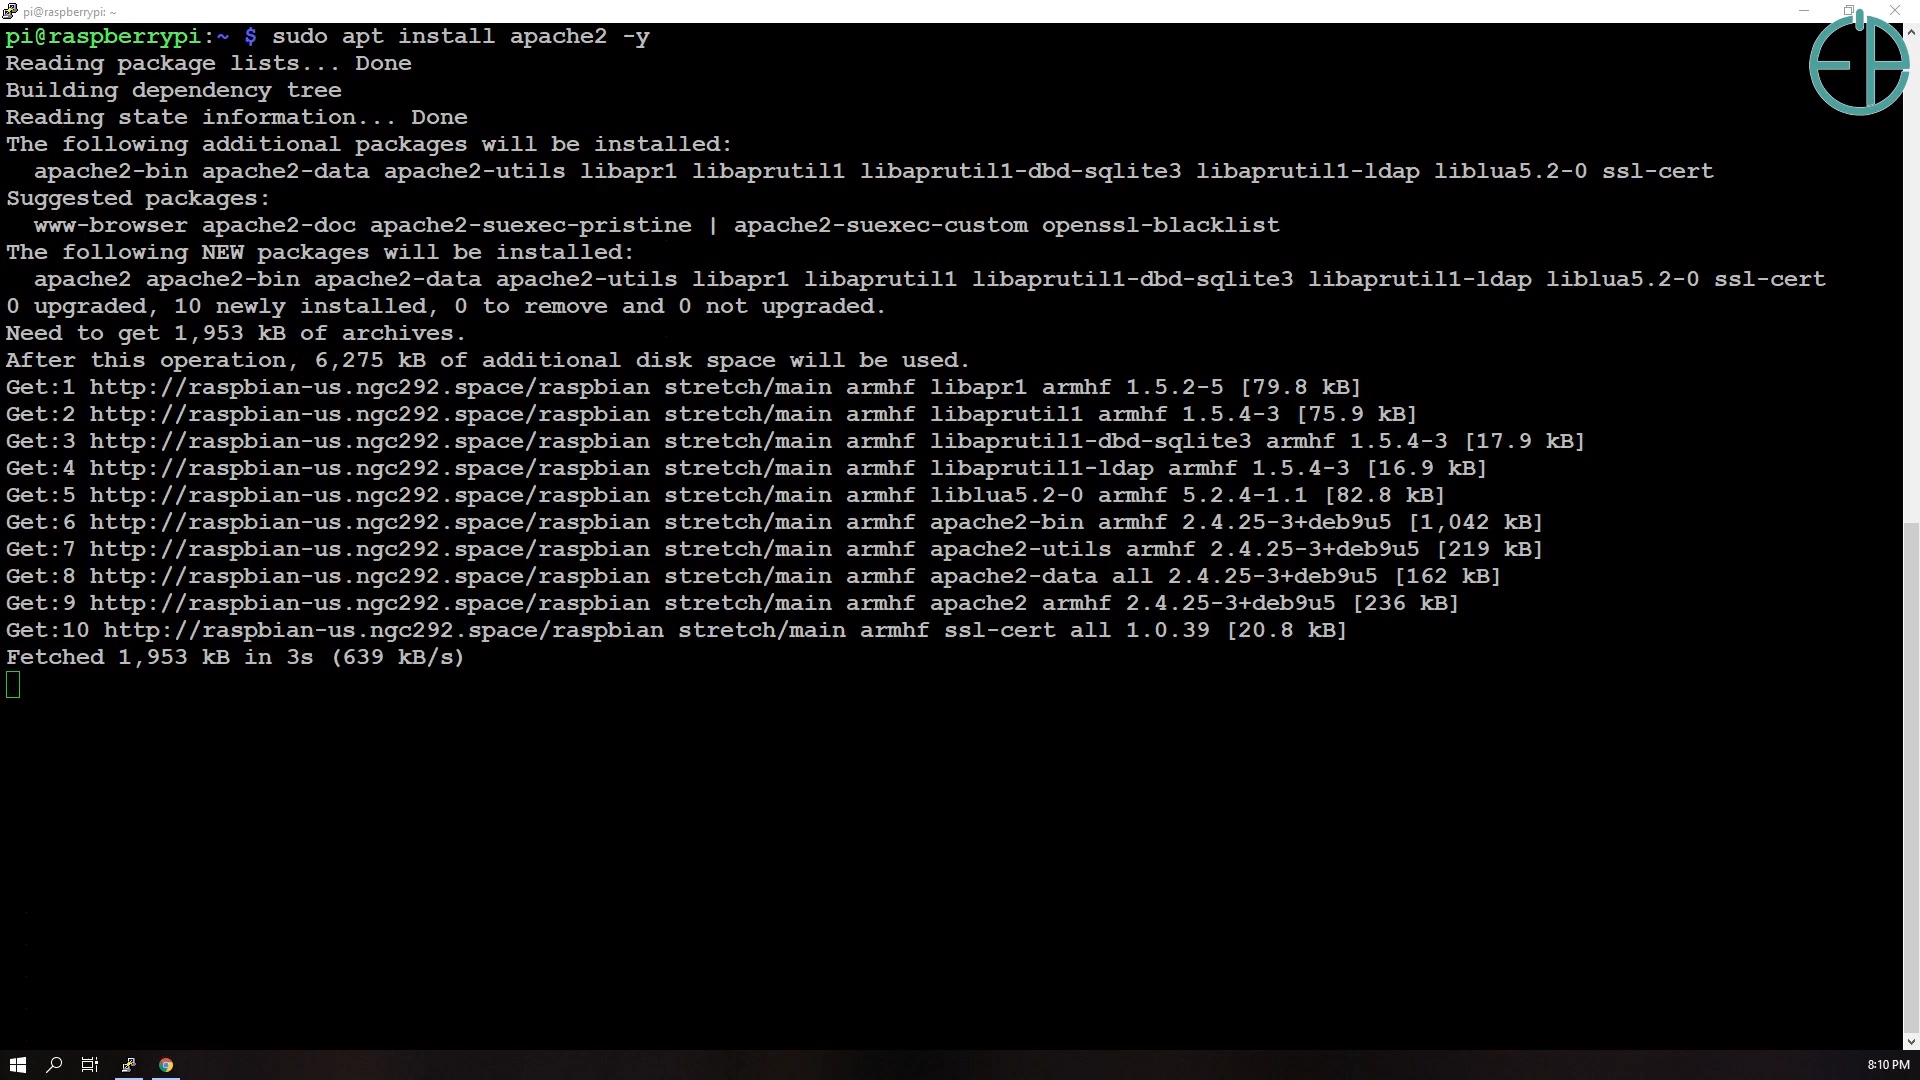 pi@raspberrypi: ~
pi@raspberrypi:~ $ sudo apt install apache2 -y
Reading package lists... Done
Building dependency tree
Reading state information... Done
The following additional packages will be installed:
  apache2-bin apache2-data apache2-utils libapr1 libaprutil1 libaprutil1-dbd-sqlite3 libaprutil1-ldap liblua5.2-0 ssl-cert
Suggested packages:
  www-browser apache2-doc apache2-suexec-pristine | apache2-suexec-custom openssl-blacklist
The following NEW packages will be installed:
  apache2 apache2-bin apache2-data apache2-utils libapr1 libaprutil1 libaprutil1-dbd-sqlite3 libaprutil1-ldap liblua5.2-0 ssl-cert
0 upgraded, 10 newly installed, 0 to remove and 0 not upgraded.
Need to get 1,953 kB of archives.
After this operation, 6,275 kB of additional disk space will be used.
Get:1 http://raspbian-us.ngc292.space/raspbian stretch/main armhf libapr1 armhf 1.5.2-5 [79.8 kB]
Get:2 http://raspbian-us.ngc292.space/raspbian stretch/main armhf libaprutil1 armhf 1.5.4-3 [75.9 kB]
Get:3 http://raspbian-us.ngc292.space/raspbian stretch/main armhf libaprutil1-dbd-sqlite3 armhf 1.5.4-3 [17.9 kB]
Get:4 http://raspbian-us.ngc292.space/raspbian stretch/main armhf libaprutil1-ldap armhf 1.5.4-3 [16.9 kB]
Get:5 http://raspbian-us.ngc292.space/raspbian stretch/main armhf liblua5.2-0 armhf 5.2.4-1.1 [82.8 kB]
Get:6 http://raspbian-us.ngc292.space/raspbian stretch/main armhf apache2-bin armhf 2.4.25-3+deb9u5 [1,042 kB]
Get:7 http://raspbian-us.ngc292.space/raspbian stretch/main armhf apache2-utils armhf 2.4.25-3+deb9u5 [219 kB]
Get:8 http://raspbian-us.ngc292.space/raspbian stretch/main armhf apache2-data all 2.4.25-3+deb9u5 [162 kB]
Get:9 http://raspbian-us.ngc292.space/raspbian stretch/main armhf apache2 armhf 2.4.25-3+deb9u5 [236 kB]
Get:10 http://raspbian-us.ngc292.space/raspbian stretch/main armhf ssl-cert all 1.0.39 [20.8 kB]
Fetched 1,953 kB in 3s (639 kB/s)
8:10 PM